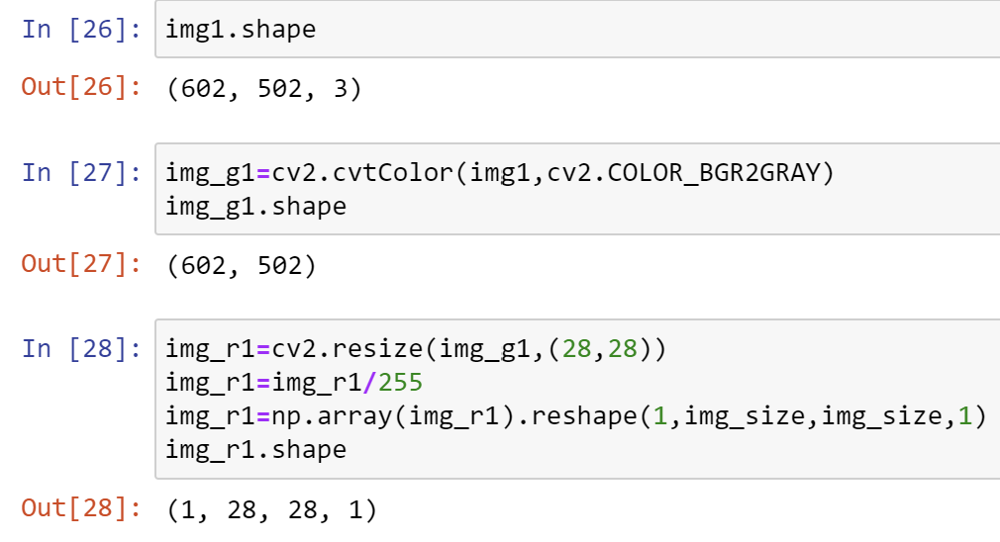 In [26]: img1.shape
Out[26]: (602, 502, 3)
In [27]: img_g1=cv2.cvtColor(img1,cv2.COLOR_BGR2GRAY)
img_g1.shape
Out[27]: (602, 502)
In [28]: img_r1=cv2.resize(img_g1,(28,28))
img_r1=img_r1/255
img_r1=np.array(img_r1).reshape(1,img_size,img_size,1)
img_r1.shape
Out[28]: (1, 28, 28, 1)